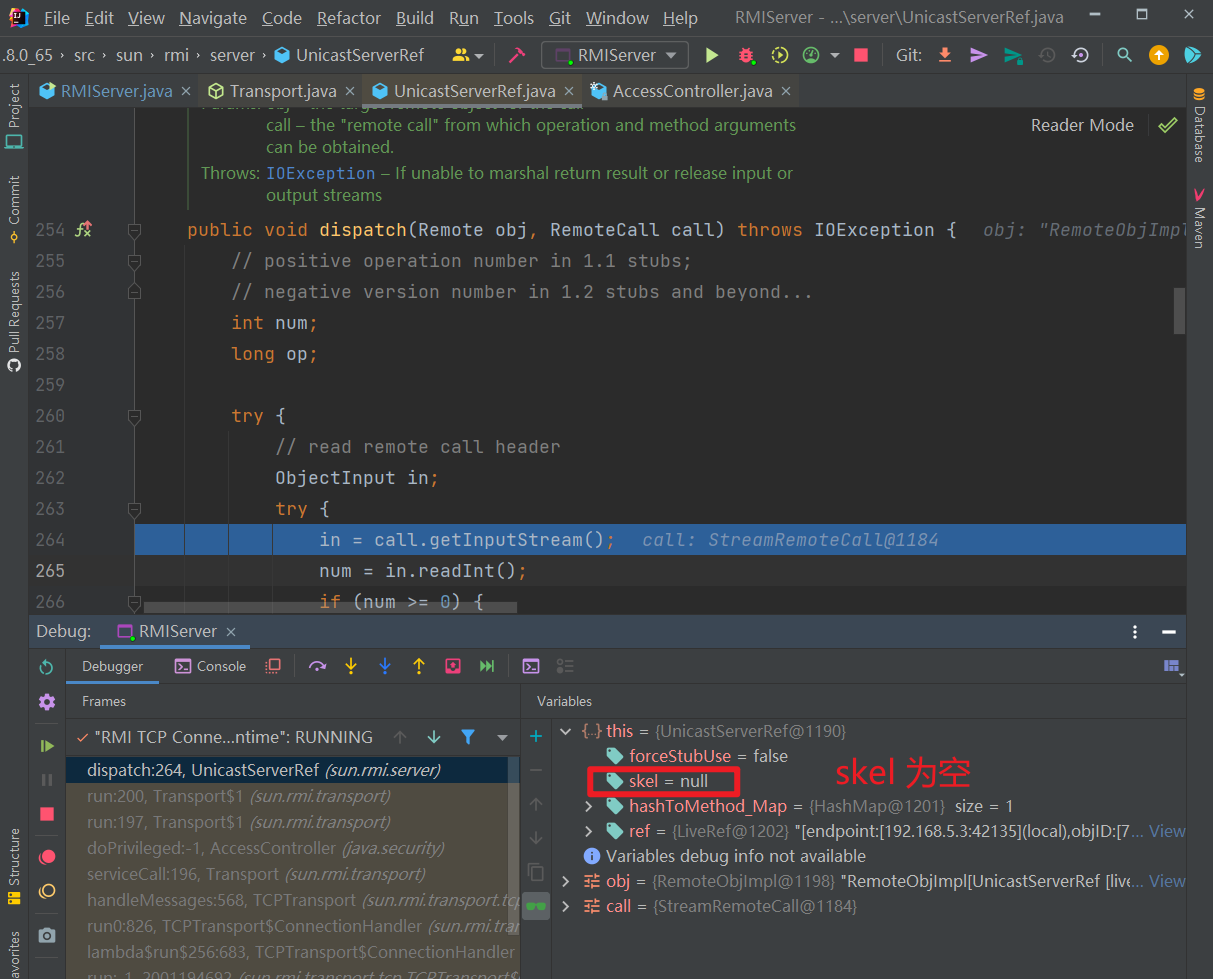 File Edit View Navigate Code Refactor Build Run Tools Git Window Help RMIServer - ...\server\UnicastServerRef.java
.8.0_65 › src › sun › rmi › server › UnicastServerRef RMIServer Git:
RMIServer.java × Transport.java × UnicastServerRef.java × AccessController.java ×
call – the "remote call" from which operation and method arguments
can be obtained.
Reader Mode
Throws: IOException – If unable to marshal return result or release input or
output streams
254 public void dispatch(Remote obj, RemoteCall call) throws IOException { obj: "RemoteObjImpl
255 // positive operation number in 1.1 stubs;
256 // negative version number in 1.2 stubs and beyond...
257 int num;
258 long op;
259
260 try {
261 // read remote call header
262 ObjectInput in;
263 try {
264 in = call.getInputStream(); call: StreamRemoteCall@1184
265 num = in.readInt();
266 if (num >= 0) {
Project
Commit
Pull Requests
Structure
avorites
Database
Maven
Debug: RMIServer ×
Debugger Console
Frames
"RMI TCP Conne...ntime": RUNNING
dispatch:264, UnicastServerRef (sun.rmi.server)
run:200, Transport$1 (sun.rmi.transport)
run:197, Transport$1 (sun.rmi.transport)
doPrivileged:-1, AccessController (java.security)
serviceCall:196, Transport (sun.rmi.transport)
handleMessages:568, TCPTransport (sun.rmi.transport.tcp
run0:826, TCPTransport$ConnectionHandler (sun.rmi.tra
lambda$run$256:683, TCPTransport$ConnectionHandler
run:-1, 2001194692 (sun.rmi.transport.tcp.TCPTransport$
Variables
this = {UnicastServerRef@1190}
forceStubUse = false
skel = null
skel 为空
hashToMethod_Map = {HashMap@1201} size = 1
ref = {LiveRef@1202} "[endpoint:[192.168.5.3:42135](local),objID:[7... View
Variables debug info not available
obj = {RemoteObjImpl@1198} "RemoteObjImpl[UnicastServerRef [live... View
call = {StreamRemoteCall@1184}